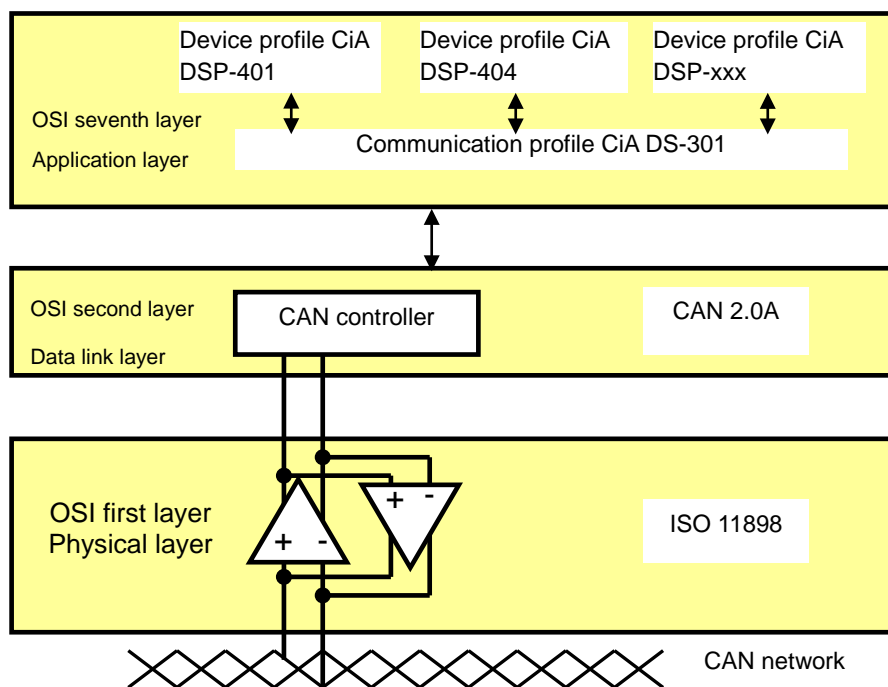 Device profile CiA
DSP-401
Device profile CiA
DSP-404
Device profile CiA
DSP-xxx
OSI seventh layer
Application layer
Communication profile CiA DS-301
OSI second layer
Data link layer
CAN controller
CAN 2.0A
OSI first layer
Physical layer
+ -
+ -
ISO 11898
CAN network